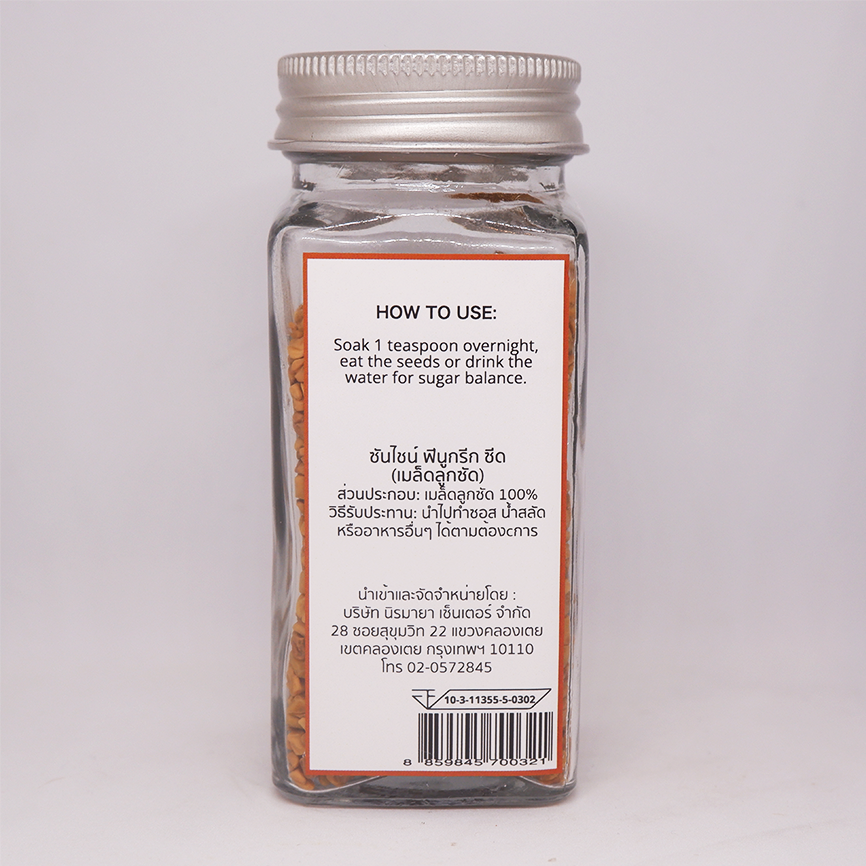 HOW TO USE:
Soak 1 teaspoon overnight,
eat the seeds or drink the
water for sugar balance.
ซันไชน์ ฟีนูกรีก ซีด
(เมล็ดลูกซัด)
ส่วนประกอบ: เมล็ดลูกซัด 100%
วิธีรับประทาน: นำไปทำซอส น้ำสลัด
หรืออาหารอื่นๆ ได้ตามต้องcการ
นำเข้าและจัดจำหน่ายโดย :
บริษัท นิรมายา เซ็นเตอร์ จำกัด
28 ซอยสุขุมวิท 22 แขวงคลองเตย
เขตคลองเตย กรุงเทพฯ 10110
โทร 02-0572845
10-3-11355-5-0302
8 859845 700321